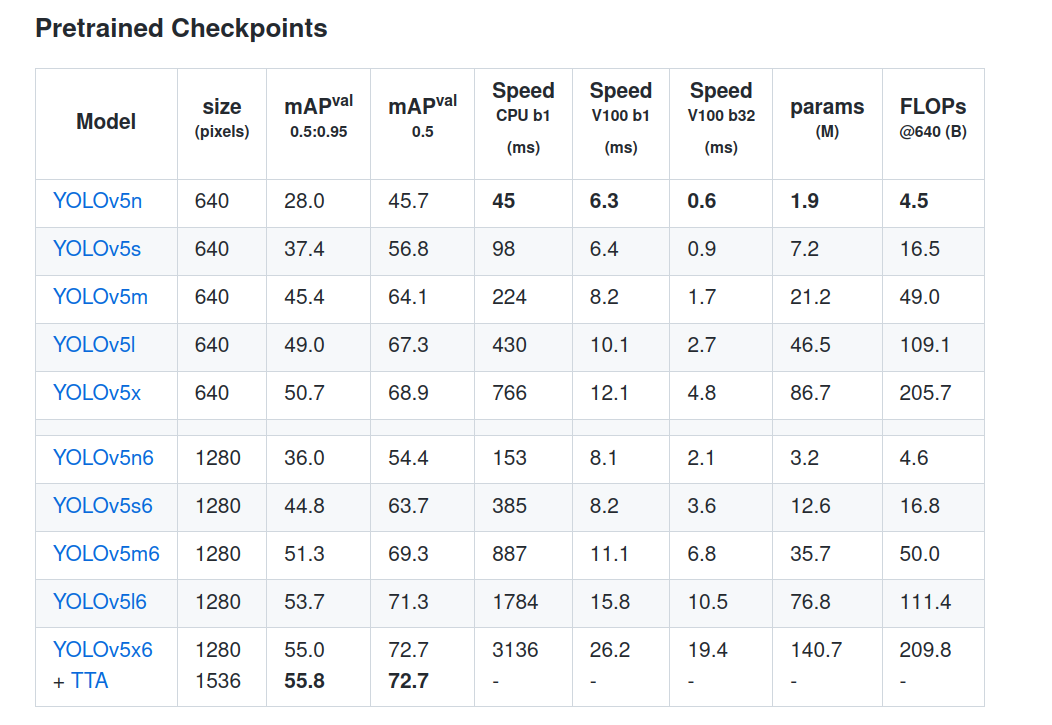 Pretrained Checkpoints
Model size (pixels) mAPval 0.5:0.95 mAPval 0.5 Speed CPU b1 (ms) Speed V100 b1 (ms) Speed V100 b32 (ms) params (M) FLOPs @640 (B)
YOLOv5n 640 28.0 45.7 45 6.3 0.6 1.9 4.5
YOLOv5s 640 37.4 56.8 98 6.4 0.9 7.2 16.5
YOLOv5m 640 45.4 64.1 224 8.2 1.7 21.2 49.0
YOLOv5l 640 49.0 67.3 430 10.1 2.7 46.5 109.1
YOLOv5x 640 50.7 68.9 766 12.1 4.8 86.7 205.7
YOLOv5n6 1280 36.0 54.4 153 8.1 2.1 3.2 4.6
YOLOv5s6 1280 44.8 63.7 385 8.2 3.6 12.6 16.8
YOLOv5m6 1280 51.3 69.3 887 11.1 6.8 35.7 50.0
YOLOv5l6 1280 53.7 71.3 1784 15.8 10.5 76.8 111.4
YOLOv5x6 1280 55.0 72.7 3136 26.2 19.4 140.7 209.8
+ TTA 1536 55.8 72.7 - - - - -